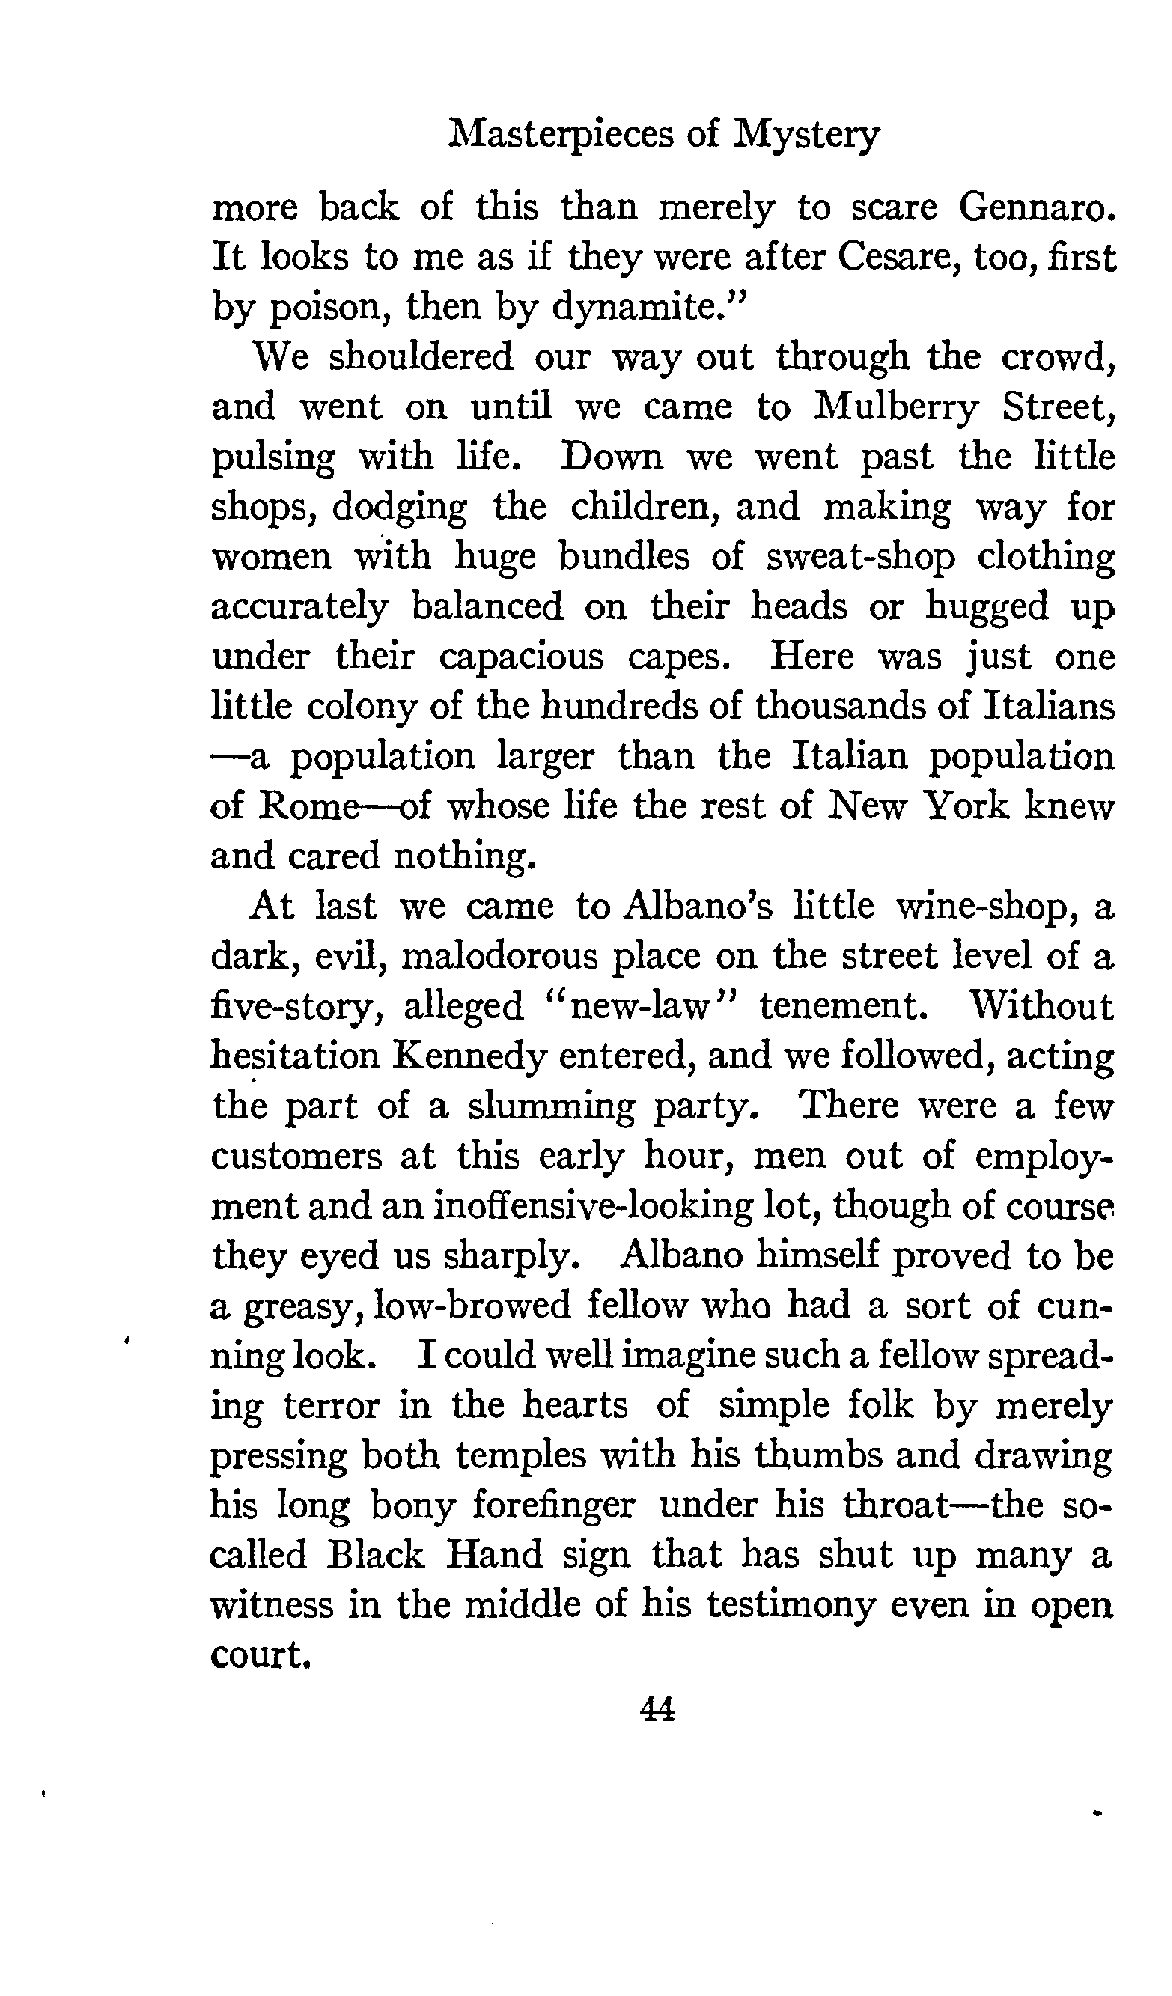 Masterpieces of Mystery
more back of this than merely to scare Gennaro.
It looks to me as if they were after Cesare, too, first
by poison, then by dynamite."
We shouldered our way out through the crowd,
and went on until we came to Mulberry Street,
pulsing with life. Down we went past the little
shops, dodging the children, and making way for
women with huge bundles of sweat-shop clothing
accurately balanced on their heads or hugged up
under their capacious capes. Here was just one
little colony of the hundreds of thousands of Italians
—a population larger than the Italian population
of Rome—of whose life the rest of New York knew
and cared nothing.
At last we came to Albano's little wine-shop, a
dark, evil, malodorous place on the street level of a
five-story, alleged "new-law" tenement. Without
hesitation Kennedy entered, and we followed, acting
the part of a slumming party. There were a few
customers at this early hour, men out of employ-
ment and an inoffensive-looking lot, though of course
they eyed us sharply. Albano himself proved to be
a greasy, low-browed fellow who had a sort of cun-
ning look. I could well imagine such a fellow spread-
ing terror in the hearts of simple folk by merely
pressing both temples with his thumbs and drawing
his long bony forefinger under his throat—the so-
called Black Hand sign that has shut up many a
witness in the middle of his testimony even in open
court.
44